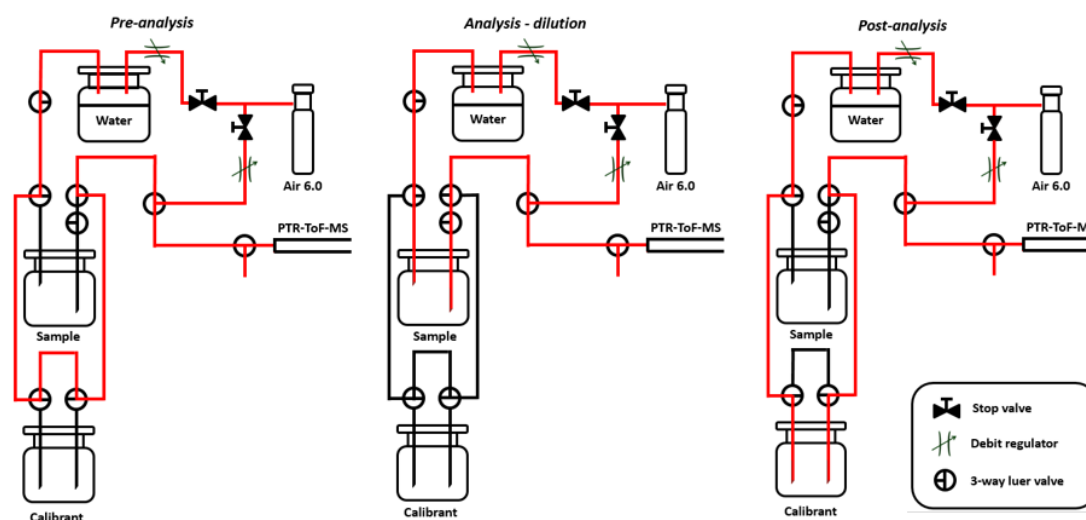 Pre-analysis
Analysis - dilution
Post-analysis
Water
Water
Water
Air 6.0
Air 6.0
Air 6.0
PTR-ToF-MS
PTR-ToF-MS
PTR-ToF-M
Sample
Sample
Sample
Stop valve
Debit regulator
3-way luer valve
Calibrant
Calibrant
Calibrant